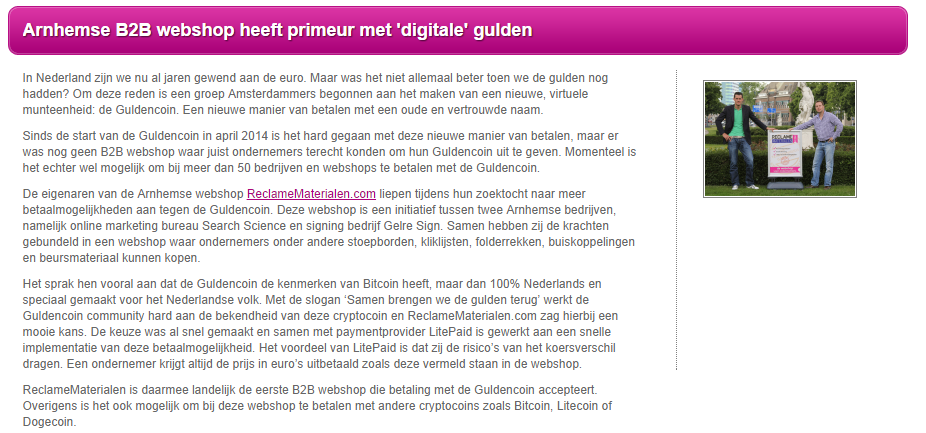 Arnhemse B2B webshop heeft primeur met 'digitale' gulden
In Nederland zijn we nu al jaren gewend aan de euro. Maar was het niet allemaal beter toen we de gulden nog
hadden? Om deze reden is een groep Amsterdammers begonnen aan het maken van een nieuwe, virtuele
munteenheid: de Guldencoin. Een nieuwe manier van betalen met een oude en vertrouwde naam.
Sinds de start van de Guldencoin in april 2014 is het hard gegaan met deze nieuwe manier van betalen, maar er
was nog geen B2B webshop waar juist ondernemers terecht konden om hun Guldencoin uit te geven. Momenteel is
het echter wel mogelijk om bij meer dan 50 bedrijven en webshops te betalen met de Guldencoin.
De eigenaren van de Arnhemse webshop ReclameMaterialen.com liepen tijdens hun zoektocht naar meer
betaalmogelijkheden aan tegen de Guldencoin. Deze webshop is een initiatief tussen twee Arnhemse bedrijven,
namelijk online marketing bureau Search Science en signing bedrijf Gelre Sign. Samen hebben zij de krachten
gebundeld in een webshop waar ondernemers onder andere stoepborden, kliklijsten, folderrekken, buiskoppelingen
en beursmateriaal kunnen kopen.
Het sprak hen vooral aan dat de Guldencoin de kenmerken van Bitcoin heeft, maar dan 100% Nederlands en
speciaal gemaakt voor het Nederlandse volk. Met de slogan ‘Samen brengen we de gulden terug’ werkt de
Guldencoin community hard aan de bekendheid van deze cryptocoin en ReclameMaterialen.com zag hierbij een
mooie kans. De keuze was al snel gemaakt en samen met paymentprovider LitePaid is gewerkt aan een snelle
implementatie van deze betaalmogelijkheid. Het voordeel van LitePaid is dat zij de risico’s van het koersverschil
dragen. Een ondernemer krijgt altijd de prijs in euro’s uitbetaald zoals deze vermeld staan in de webshop.
ReclameMaterialen is daarmee landelijk de eerste B2B webshop die betaling met de Guldencoin accepteert.
Overigens is het ook mogelijk om bij deze webshop te betalen met andere cryptocoins zoals Bitcoin, Litecoin of
Dogecoin.